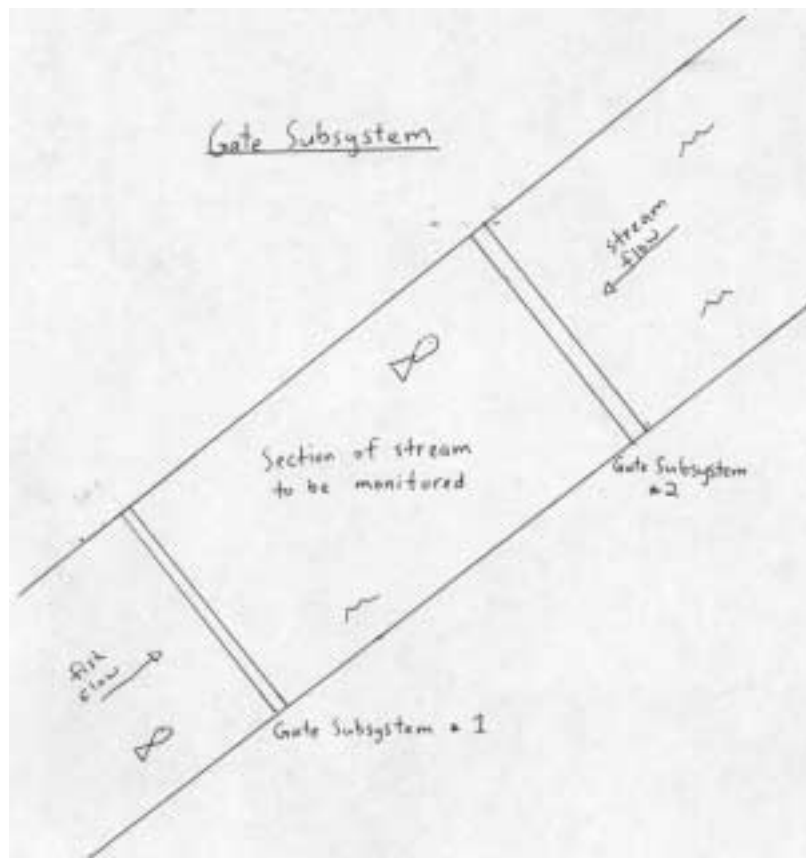 Gate Subsystem
stream
flow
Section of stream
to be monitored
Gate Subsystem
#2
fish
flow
Gate Subsystem # 1